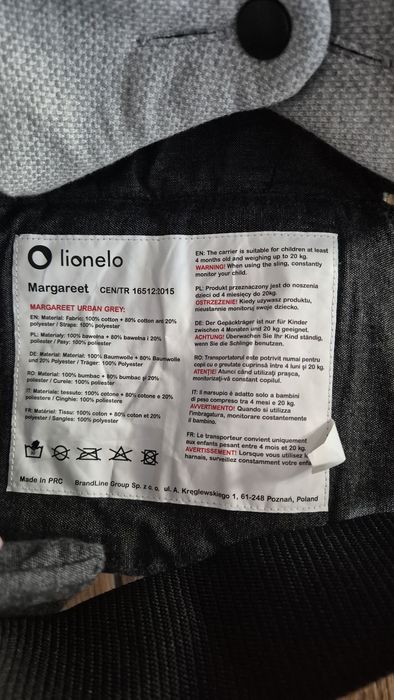 lionelo
Margareet CEN/TR 16512:2015
MARGAREET URBAN GREY:
EN: Material: Fabric: 100% cotton + 80% cotton and 20%
polyester / Straps: 100% polyester
PL: Materiały: 100% bawełna + 80% bawełna i 20%
poliester / Pasy: 100% poliester
DE: Material: Material: 100% Baumwolle + 80% Baumwolle
und 20% Polyester / Träger: 100% Polyester
RO: Material: 100% bumbac + 80% bumbac și 20%
poliester / Curele: 100% poliester
IT: Materiale: tessuto: 100% cotone + 80% cotone e 20%
poliestere / Cinghie: 100% poliestere
FR: Matériel: Tissu: 100% coton + 80% coton et 20%
polyester / Sangles: 100% polyester
EN: The carrier is suitable for children at least
4 months old and weighing up to 20 kg.
WARNING! When using the sling, constantly
monitor your child.
PL: Produkt przeznaczony jest do noszenia
dzieci od 4 miesięcy do 20kg.
OSTRZEŻENIE! Kiedy używasz produktu,
nieustannie monitoruj swoje dziecko.
DE: Der Gepäckträger ist nur für Kinder
zwischen 4 Monaten und 20 kg geeignet.
ACHTUNG! Überwachen Sie Ihr Kind ständig,
wenn Sie die Schlinge benutzen.
RO: Transportatorul este potrivit numai pentru
copii cu o greutate cuprinsă între 4 luni și 20 kg.
ATENȚIE! Atunci când utilizați prașca,
monitorizați-vă constant copilul.
IT: Il marsupio è adatto solo a bambini
di peso compreso tra 4 mesi e 20 kg.
AVVERTIMENTO! Quando si utilizza
l'imbragatura, monitorare costantemente
il bambino.
FR: Le transporteur convient uniquement
aux enfants pesant entre 4 mois et 20 kg.
AVERTISSEMENT! Lorsque vous utilisez
harnais, surveillez constamment votre
Made in PRC BrandLine Group Sp. z o. o. ul. A. Kręglewskiego 1, 61-248 Poznań, Poland